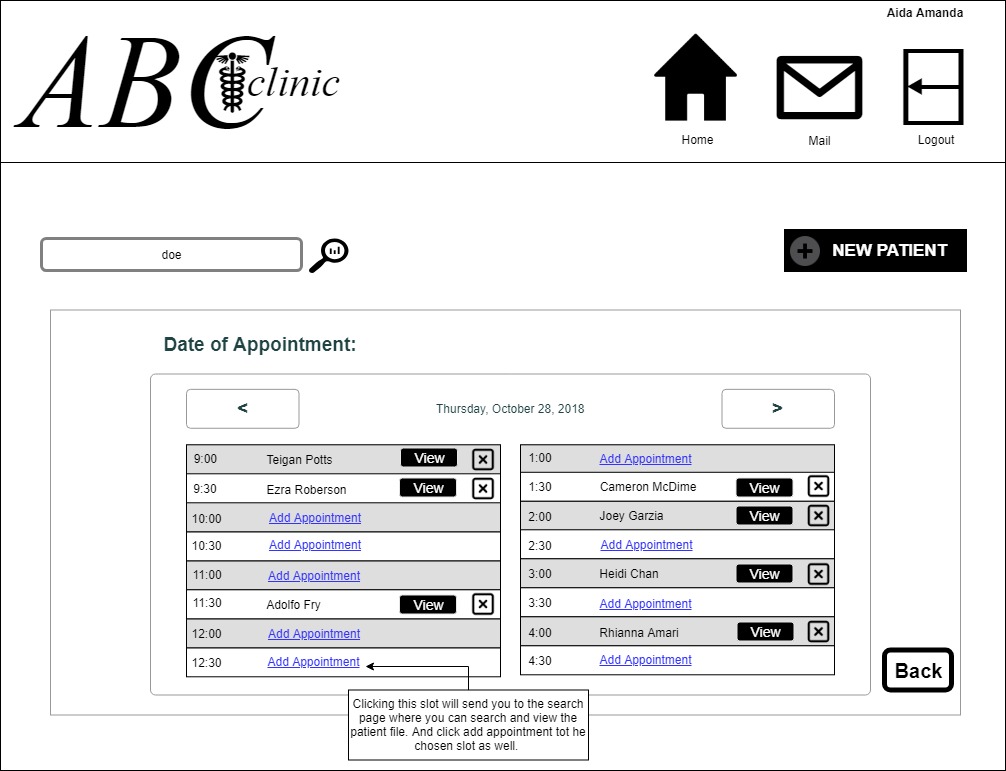 Aida Amanda
ABC clinic
Home
Mail
Logout
doe
NEW PATIENT
Date of Appointment:
<
Thursday, October 28, 2018
>
9:00 Teigan Potts View
9:30 Ezra Roberson View
10:00 Add Appointment
10:30 Add Appointment
11:00 Add Appointment
11:30 Adolfo Fry View
12:00 Add Appointment
12:30 Add Appointment
1:00 Add Appointment
1:30 Cameron McDime View
2:00 Joey Garzia View
2:30 Add Appointment
3:00 Heidi Chan View
3:30 Add Appointment
4:00 Rhianna Amari View
4:30 Add Appointment
Back
Clicking this slot will send you to the search
page where you can search and view the
patient file. And click add appointment tot he
chosen slot as well.